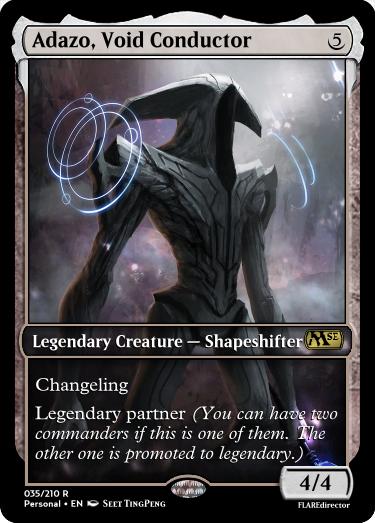 Adazo, Void Conductor 5
Legendary Creature — Shapeshifter MSE
Changeling
Legendary partner (You can have two
commanders if this is one of them. The
other one is promoted to legendary.)
4/4
035/210 R
Personal • EN SEET TINGPENG
FLAREdirector